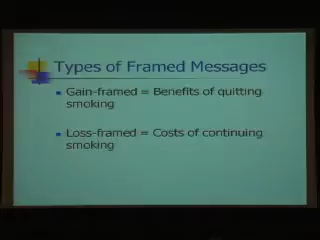 Types of Framed Messages
Gain-framed = Benefits of quitting
smoking
Loss-framed = Costs of continuing
smoking